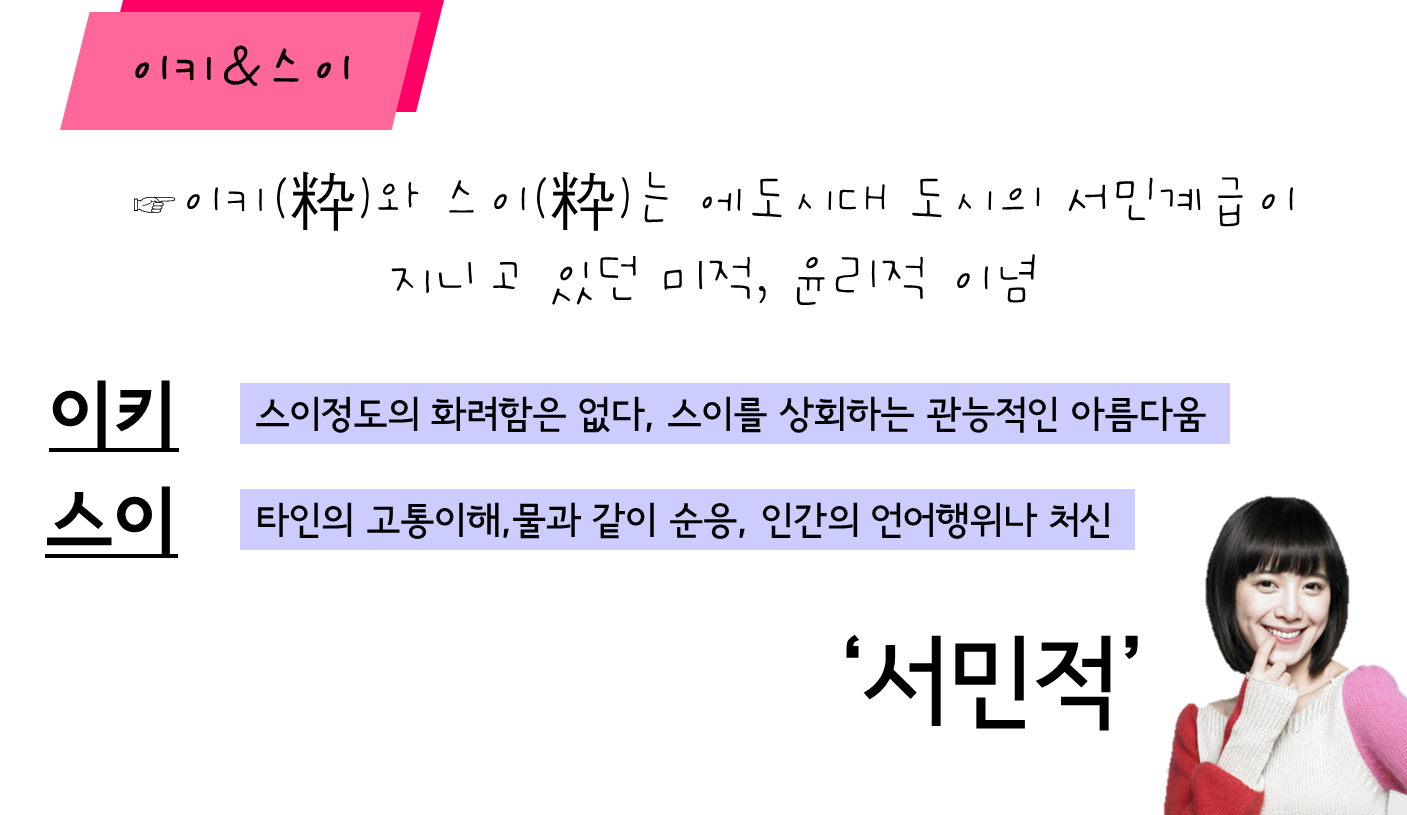 이키&스이
☞이키(粋)와 스이(粋)는 에도시대 도시의 서민계급이
지니고 있던 미적, 윤리적 이념
이키 스이정도의 화려함은 없다, 스이를 상회하는 관능적인 아름다움
스이 타인의 고통이해,물과 같이 순응, 인간의 언어행위나 처신
‘서민적’